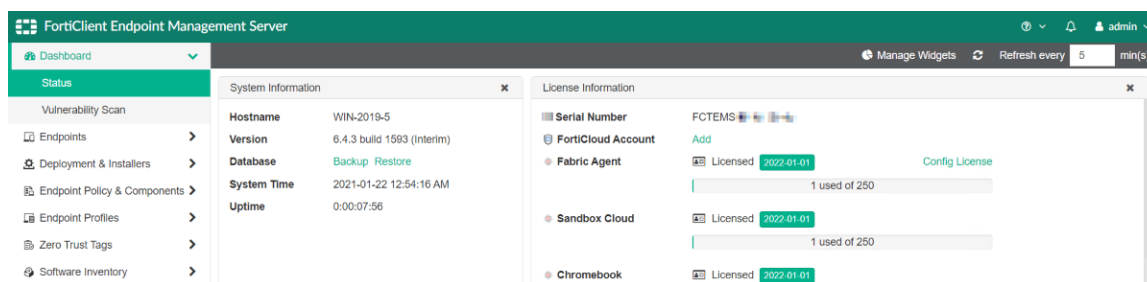 FortiClient Endpoint Management Server
admin
Dashboard
Manage Widgets
Refresh every 5 min(s
Status
Vulnerability Scan
Endpoints
Deployment & Installers
Endpoint Policy & Components
Endpoint Profiles
Zero Trust Tags
Software Inventory
System Information
Hostname WIN-2019-5
Version 6.4.3 build 1593 (Interim)
Database Backup Restore
System Time 2021-01-22 12:54:16 AM
Uptime 0:00:07:56
License Information
Serial Number FCTEMS
FortiCloud Account Add
Fabric Agent Licensed 2022-01-01 Config License
1 used of 250
Sandbox Cloud Licensed 2022-01-01
1 used of 250
Chromebook Licensed 2022-01-01